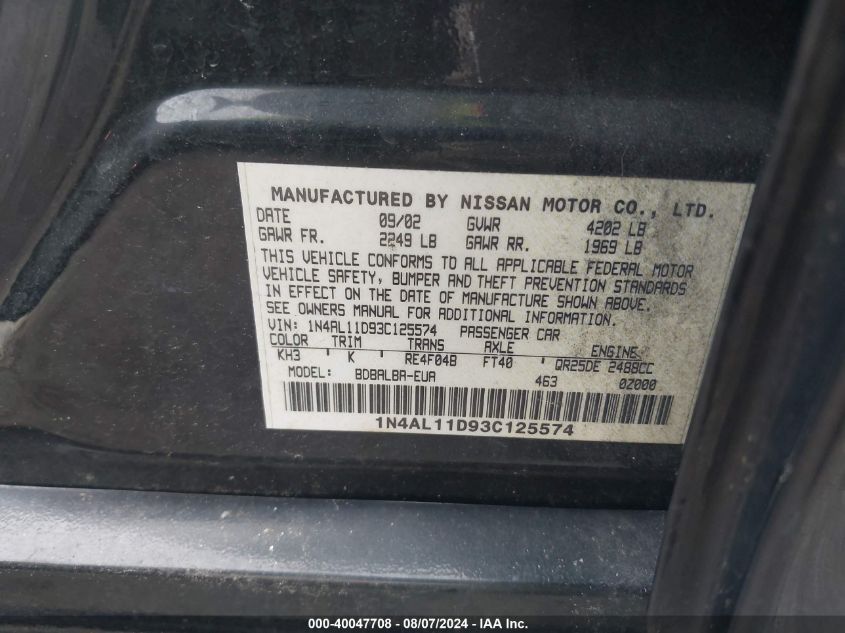 MANUFACTURED BY NISSAN MOTOR CO., LTD.
DATE 09/02 GVWR 4202 LB
GAWR FR. 2249 LB GAWR RR. 1969 LB
THIS VEHICLE CONFORMS TO ALL APPLICABLE FEDERAL MOTOR
VEHICLE SAFETY, BUMPER AND THEFT PREVENTION STANDARDS
IN EFFECT ON THE DATE OF MANUFACTURE SHOWN ABOVE.
SEE OWNERS MANUAL FOR ADDITIONAL INFORMATION.
VIN: 1N4AL11D93C125574 PASSENGER CAR
COLOR TRIM TRANS AXLE ENGINE
KH3 K RE4F04B FT40 QR25DE 2488CC
MODEL: BDBALBA-EUA 463 0Z000
1N4AL11D93C125574
000-40047708 - 08/07/2024 - IAA Inc.